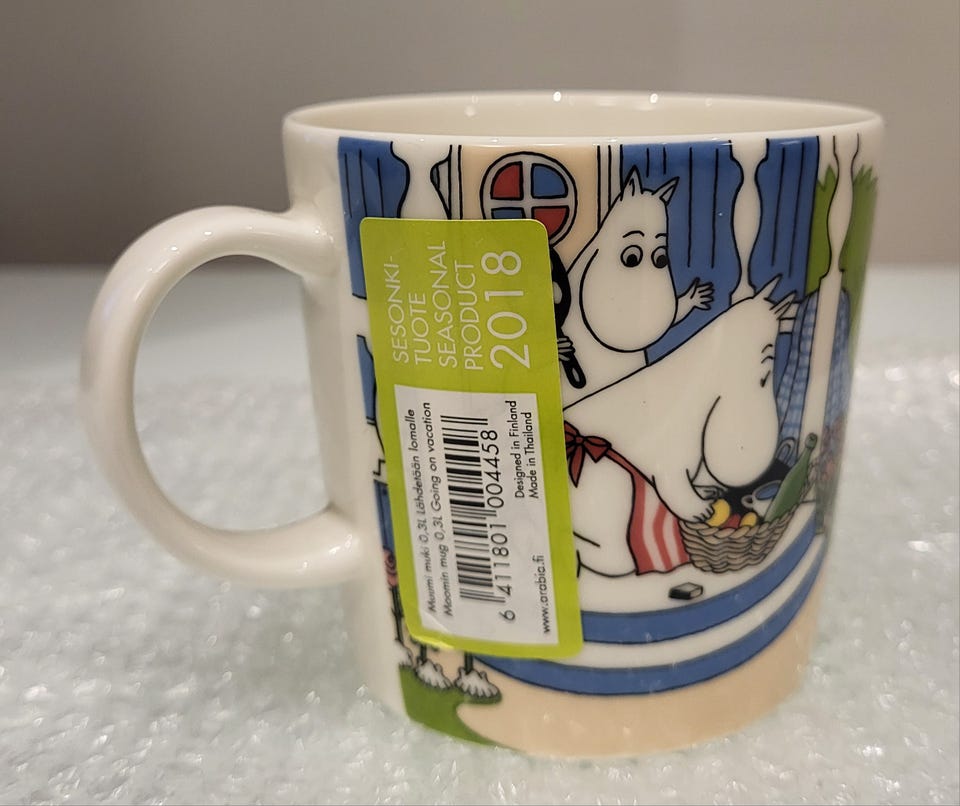 SESONKI-
TUOTE
SEASONAL
PRODUCT
2018
Muumi muki 0,3L Lähdetään lomalle
Moomin mug 0,3L Going on vacation
6 411801 004458
Designed in Finland
Made in Thailand
www.arabia.fi